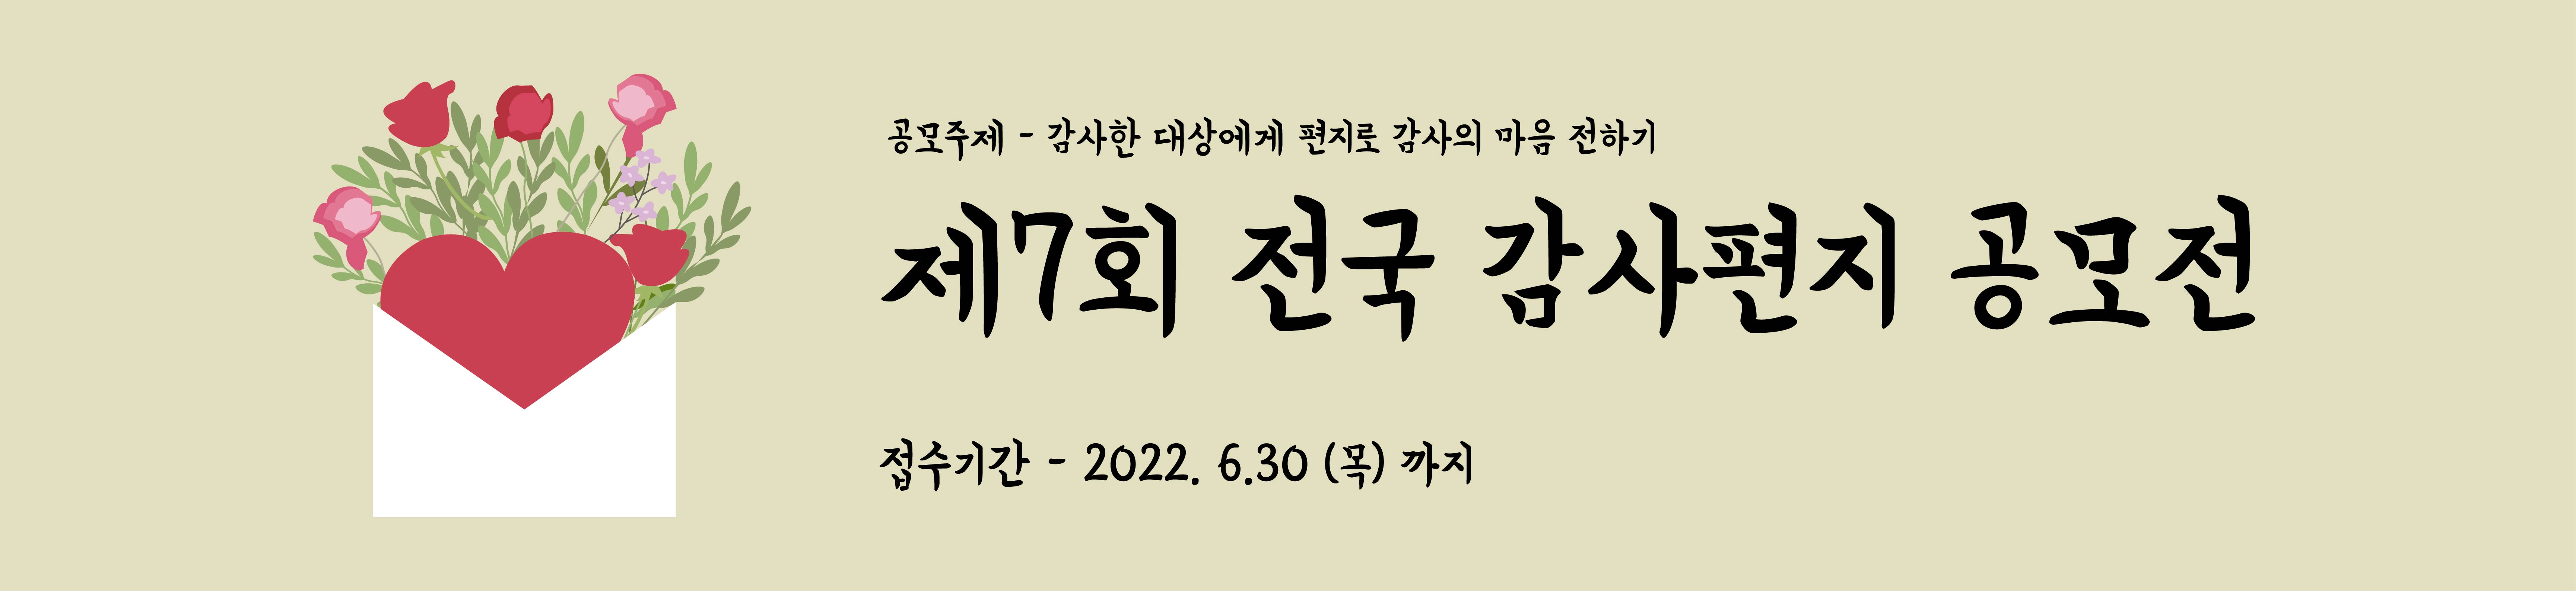 공모주제 - 감사한 대상에게 편지로 감사의 마음 전하기
제7회 전국 감사편지 공모전
접수기간 - 2022. 6.30 (목) 까지